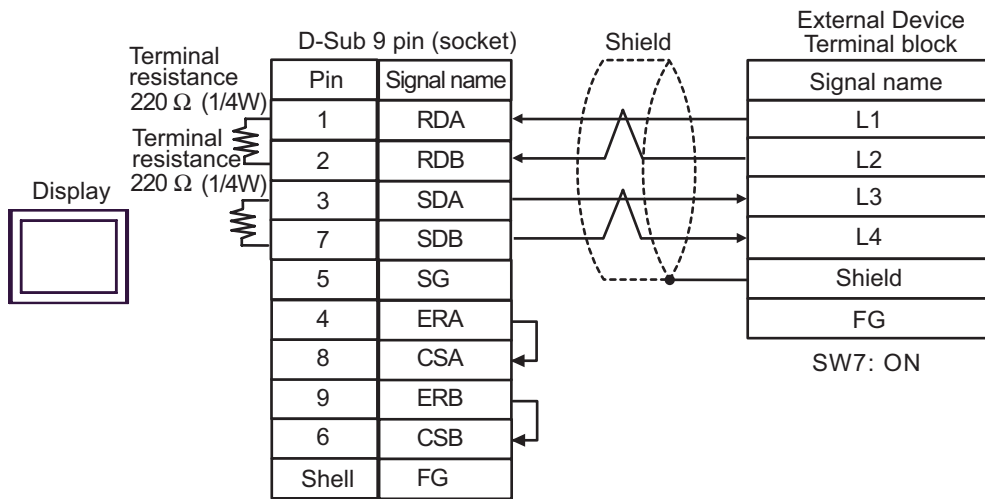 External Device
Terminal block
D-Sub 9 pin (socket)
Shield
Terminal
resistance
220 Ω (1/4W)
Terminal
resistance
220 Ω (1/4W)
Display
Pin Signal name
1 RDA
2 RDB
3 SDA
7 SDB
5 SG
4 ERA
8 CSA
9 ERB
6 CSB
Shell FG
Signal name
L1
L2
L3
L4
Shield
FG
SW7: ON